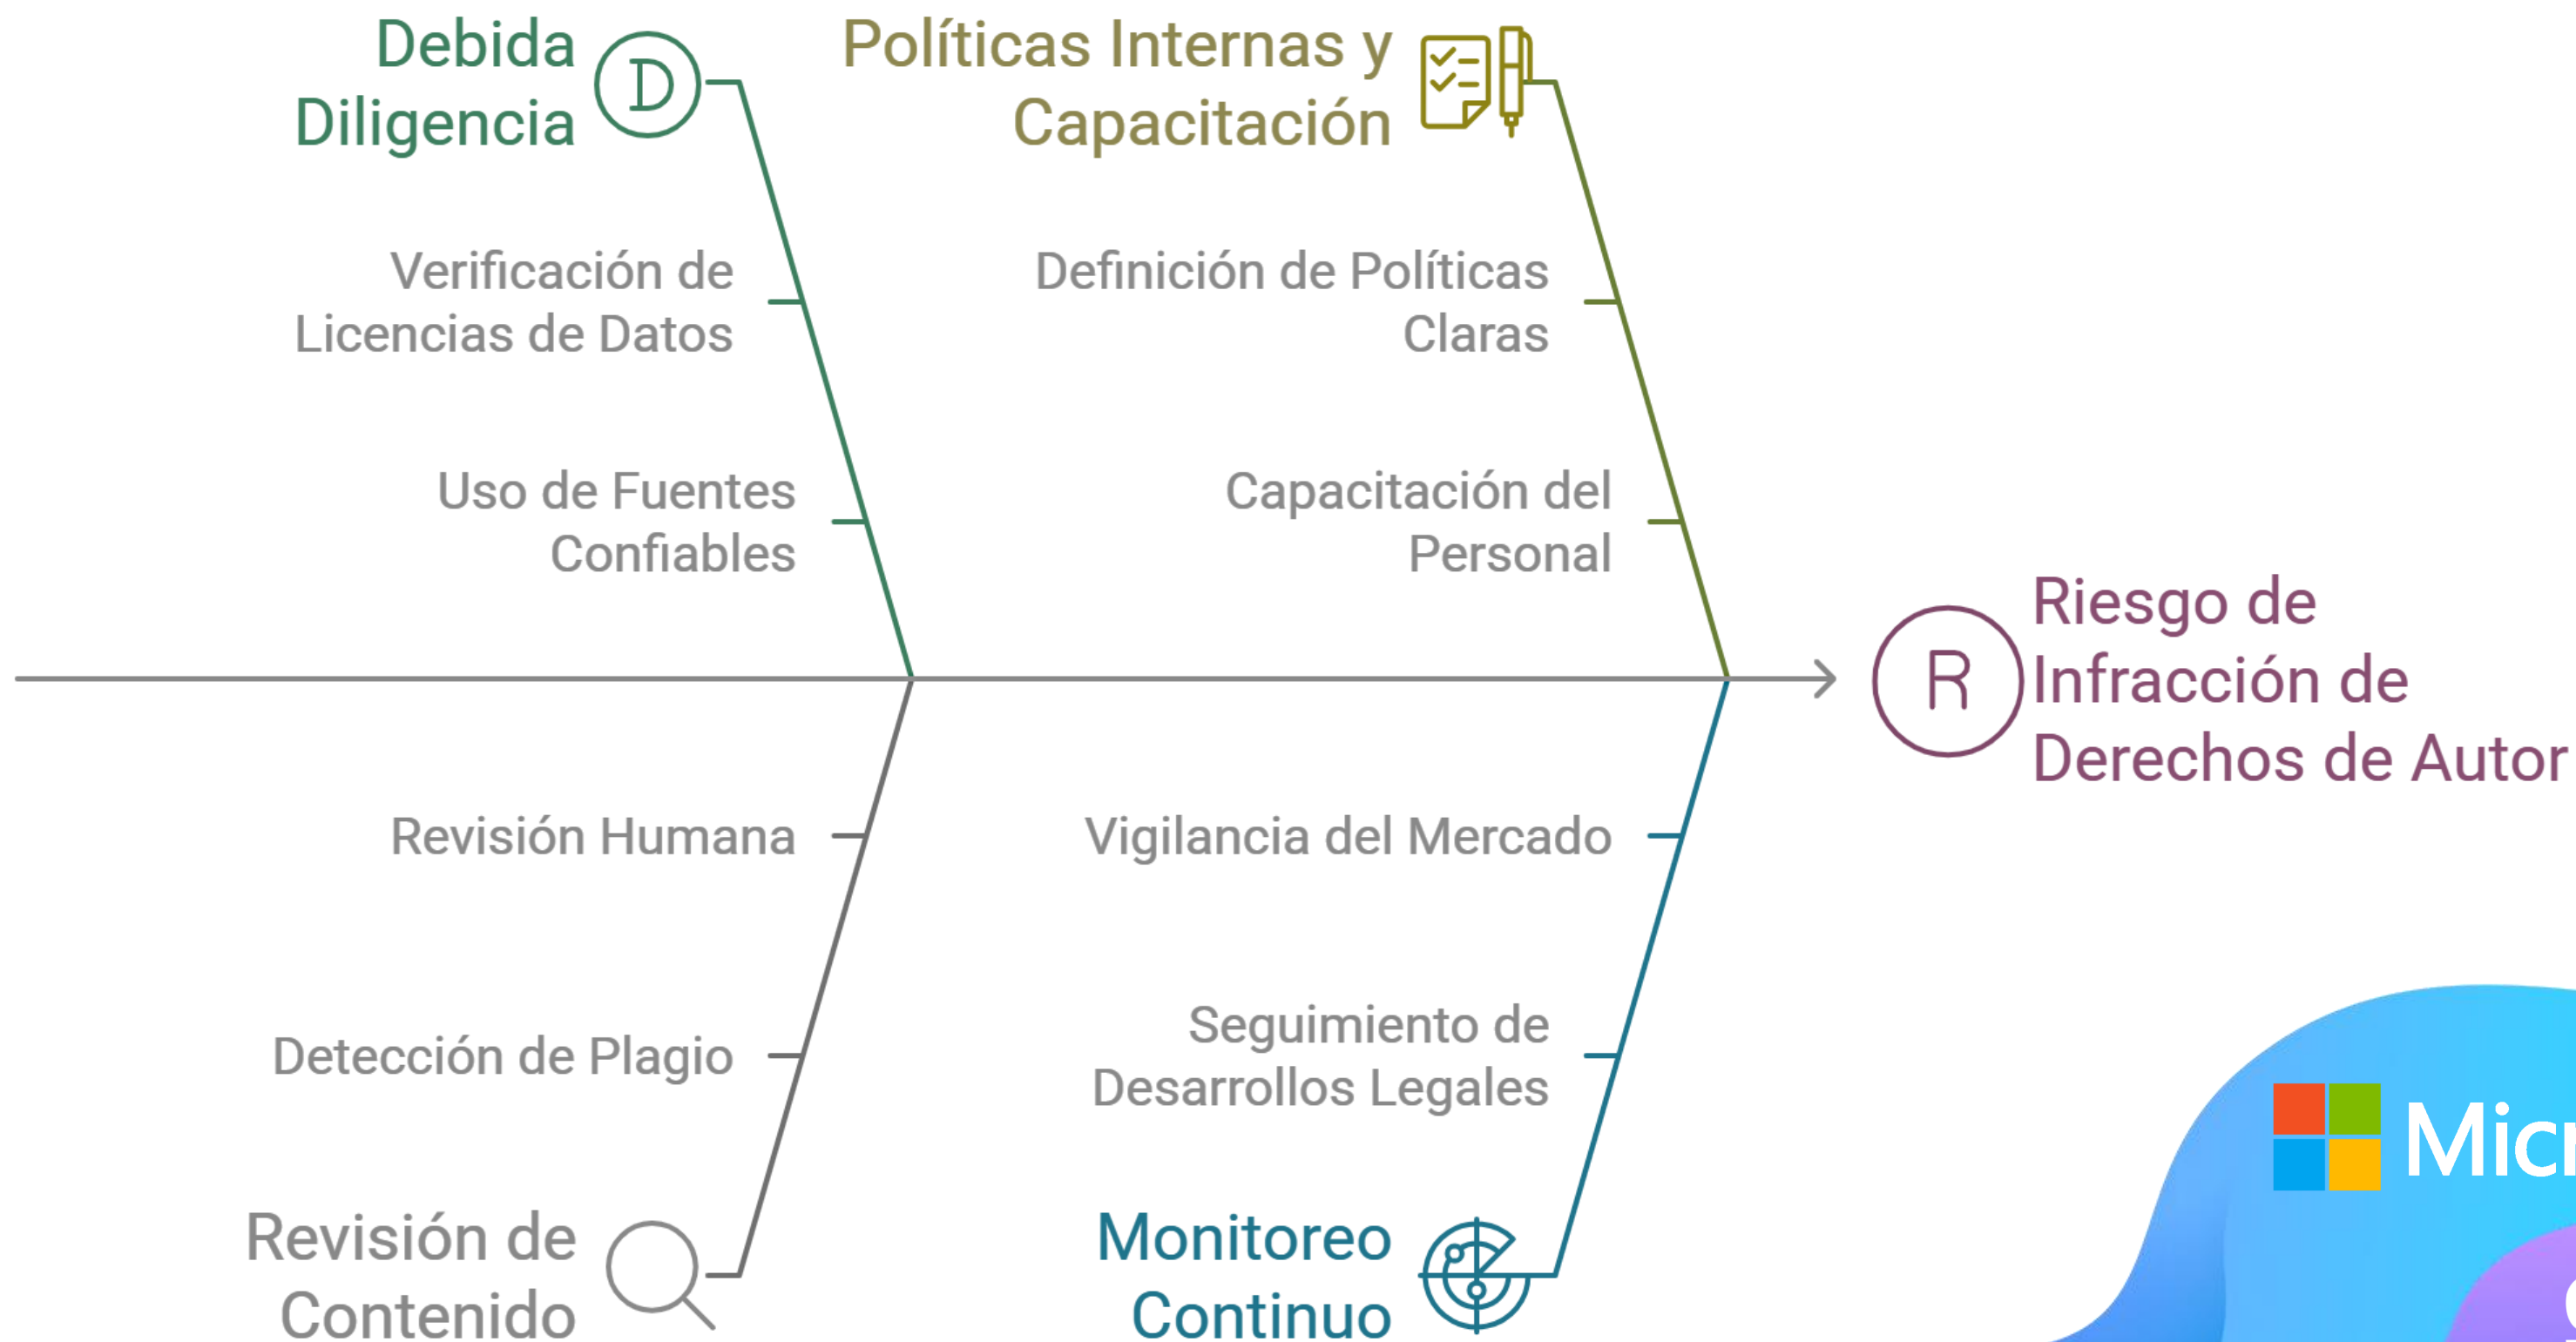 Debida
Diligencia
D
Políticas Internas y
Capacitación
Verificación de
Licencias de Datos
Definición de Políticas
Claras
Uso de Fuentes
Confiables
Capacitación del
Personal
R
Riesgo de
Infracción de
Derechos de Autor
Revisión Humana
Vigilancia del Mercado
Detección de Plagio
Seguimiento de
Desarrollos Legales
Revisión de
Contenido
Monitoreo
Continuo